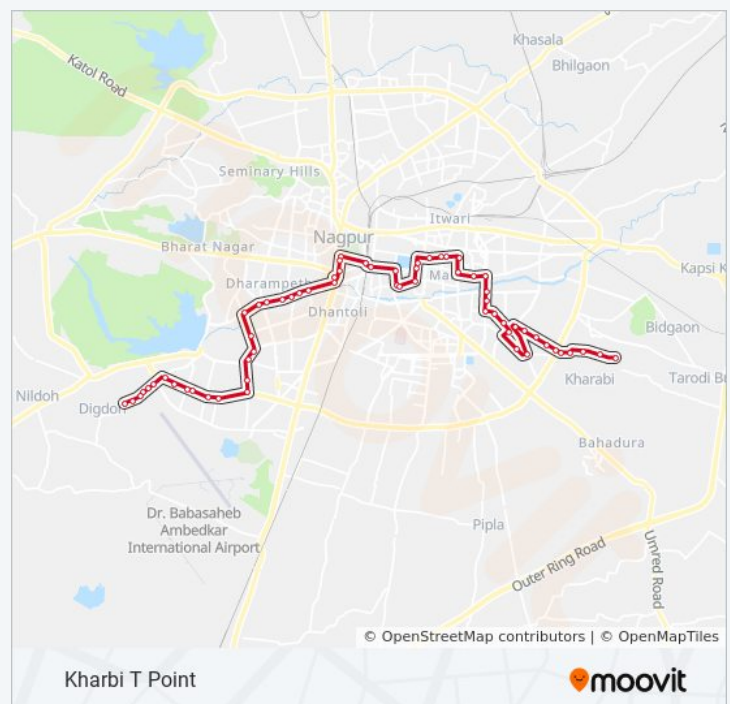 Khasala
Bhilgaon
Katol Road
Seminary Hills
Itwari
Nagpur
Bharat Nagar
Kapsi K
Dharampeth
Ma
Dhantoli
Bidgaon
Nildoh
Digdoh
Kharabi
Tarodi Bu
Bahadura
Dr. Babasaheb
Ambedkar
International Airport
Pipla
Outer Ring Road
Umred Road
© OpenStreetMap contributors | © OpenMapTiles
Kharbi T Point
moovit